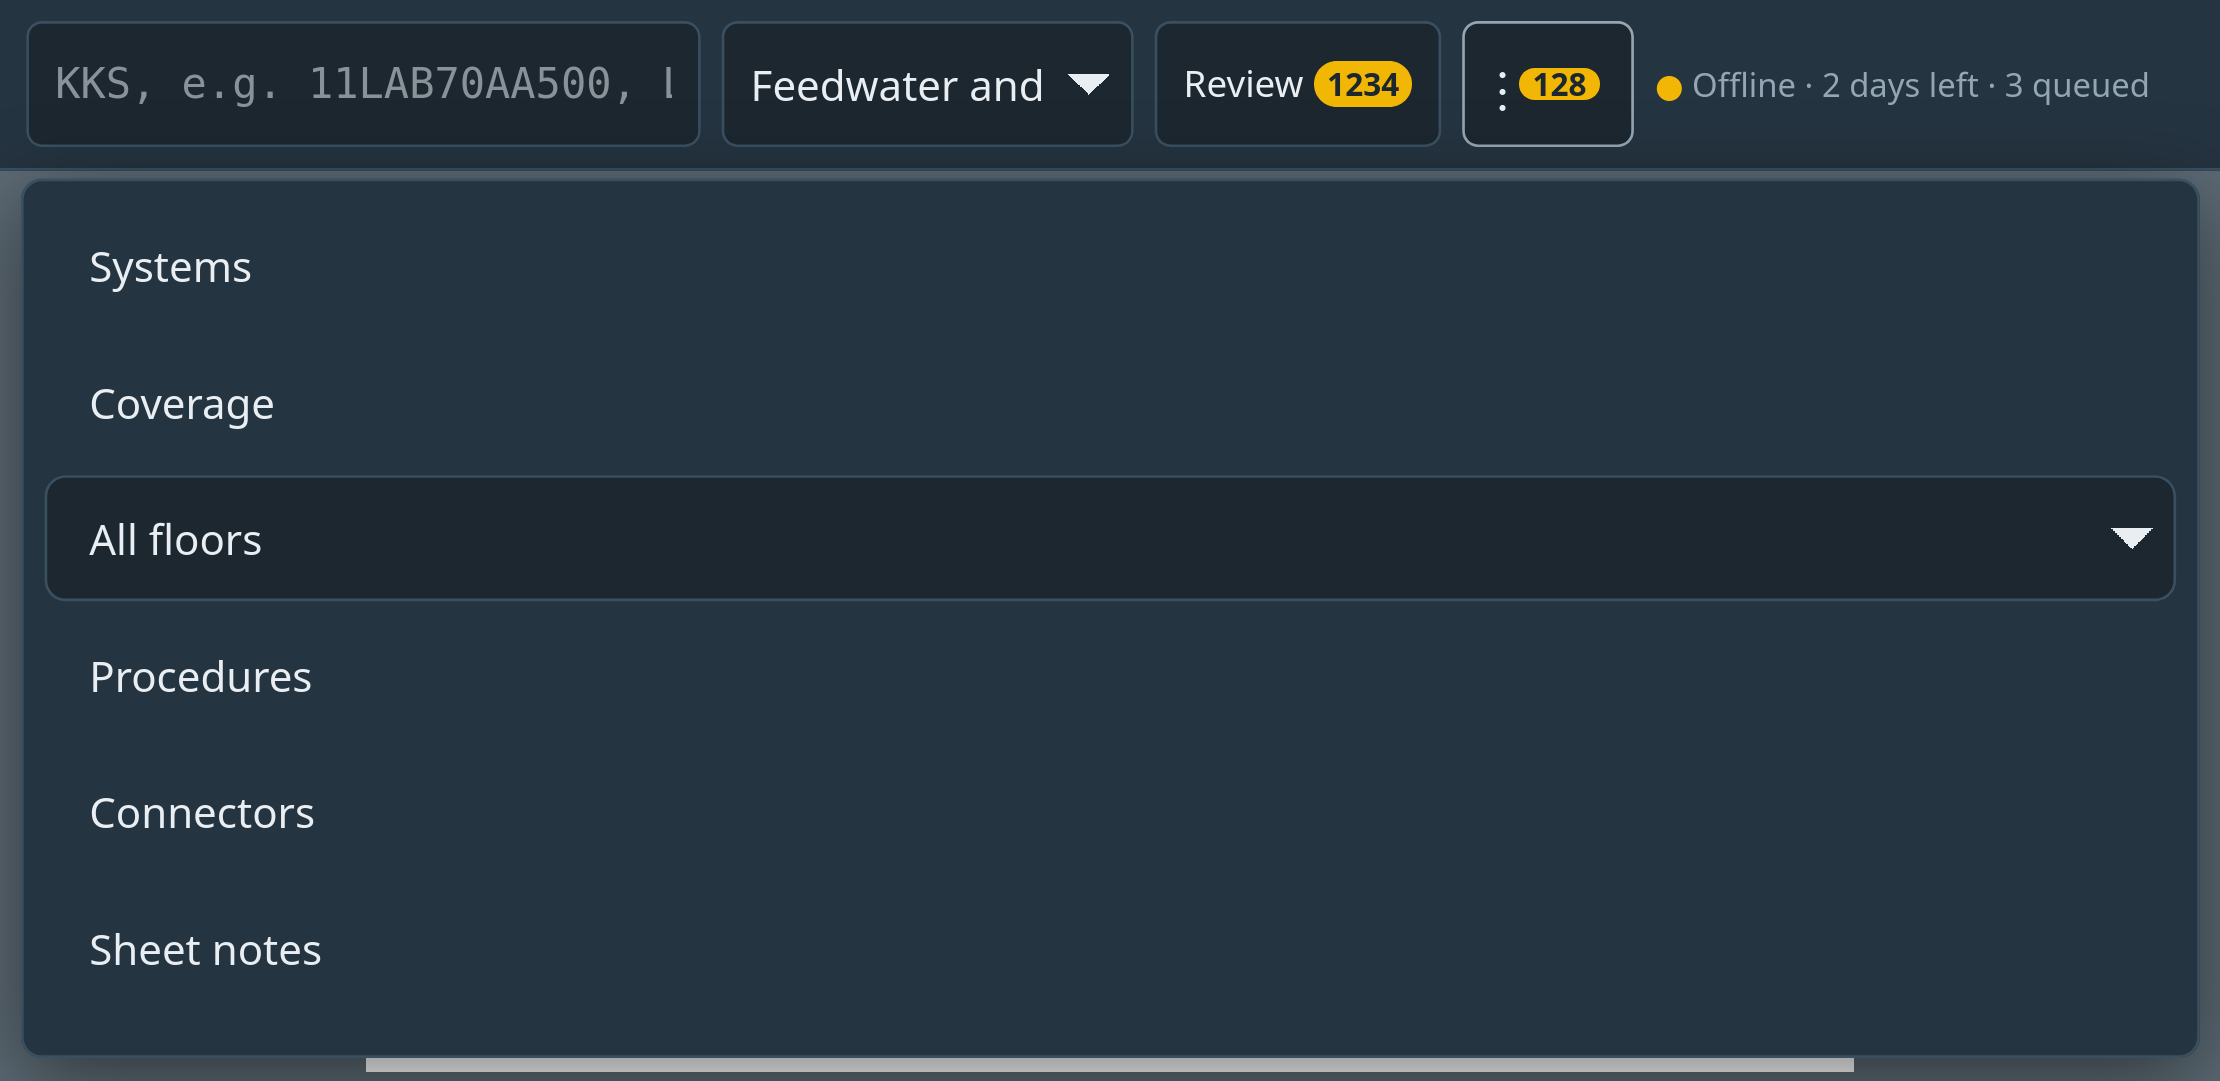 KKS, e.g. 11LAB70AA500,
Feedwater and
Review 1234
⋮ 128
Offline · 2 days left · 3 queued
Systems
Coverage
All floors
Procedures
Connectors
Sheet notes